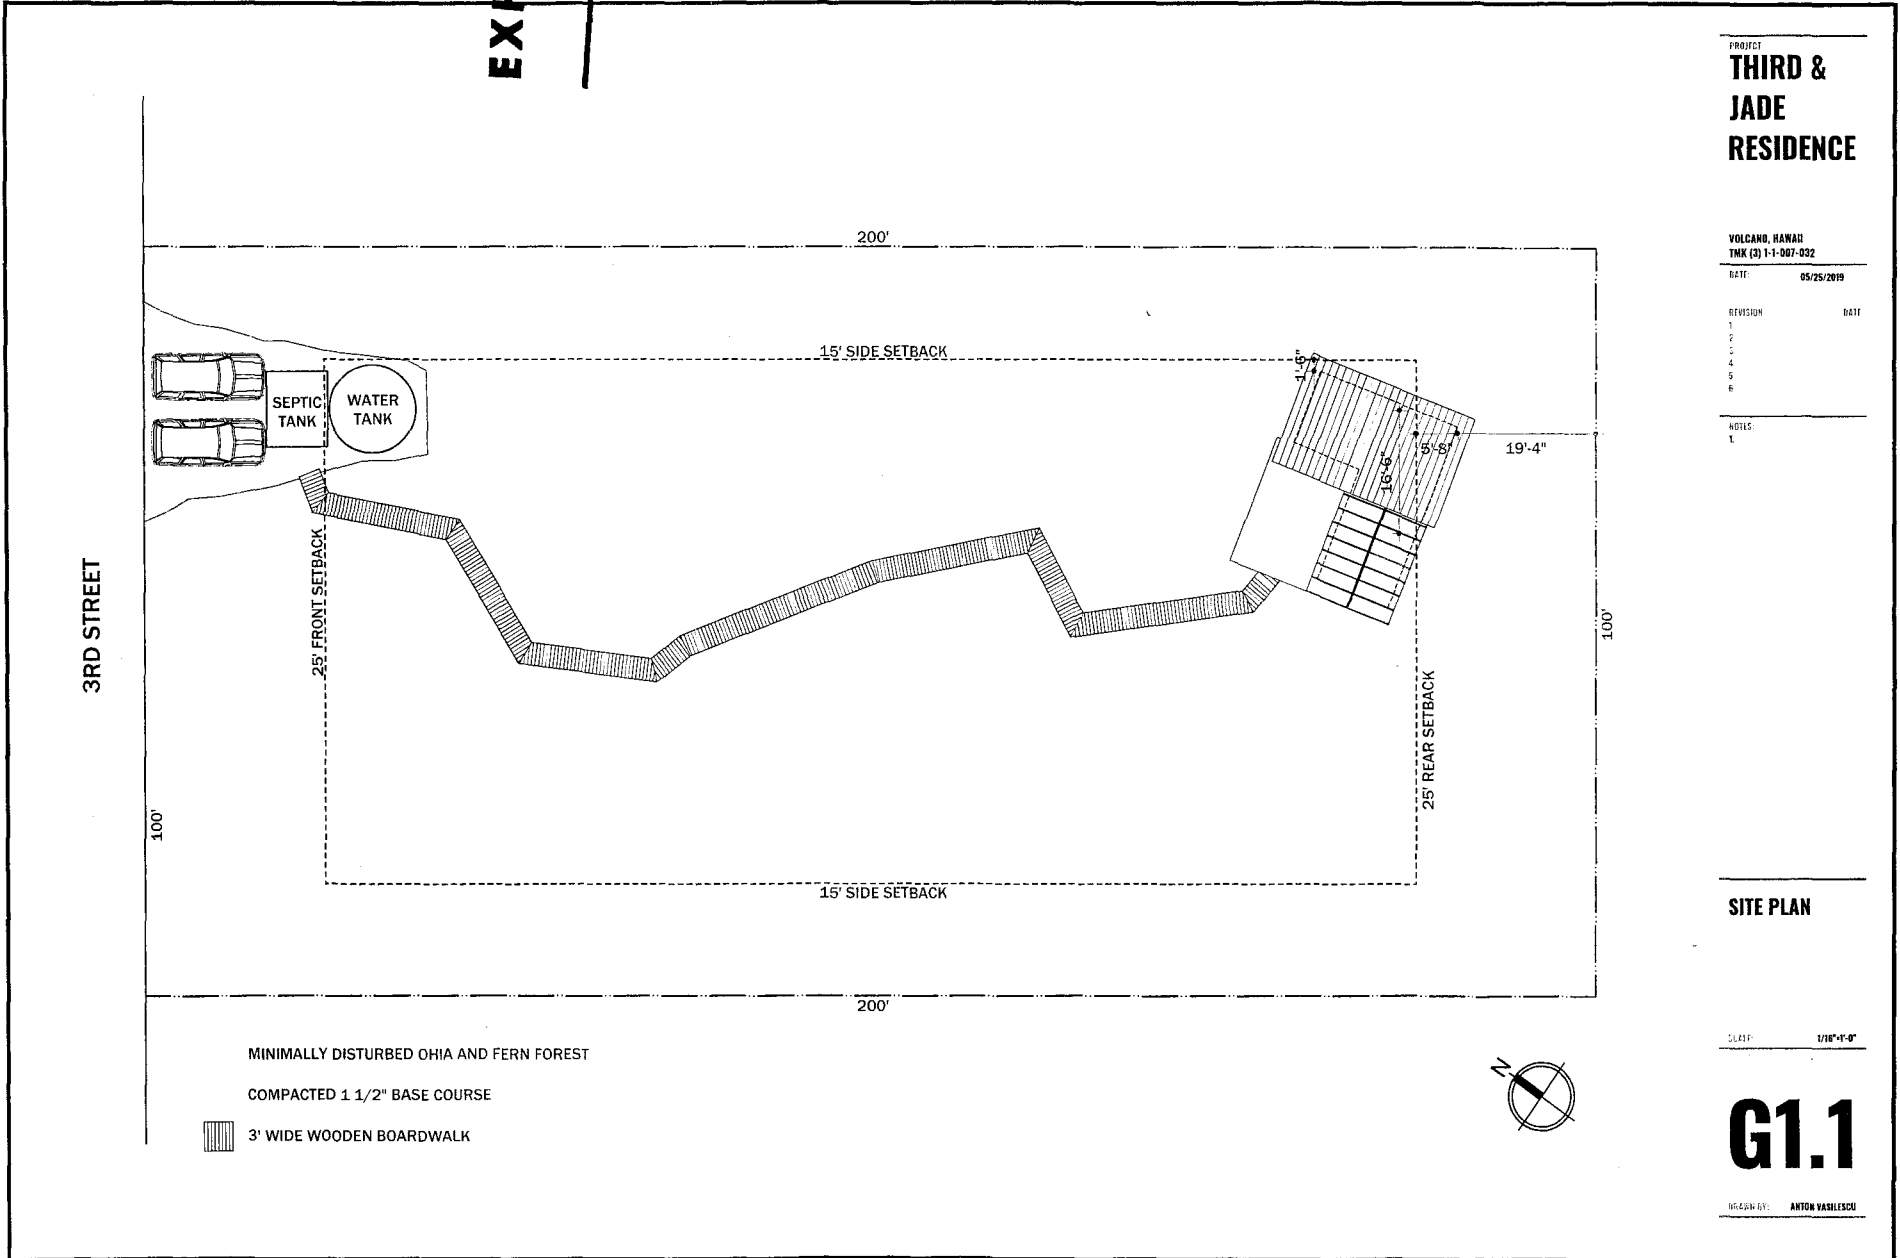 EX
PROJECT
THIRD &
JADE
RESIDENCE
VOLCANO, HAWAII
TMK (3) 1-1-007-032
DATE: 05/25/2019
REVISION DATE
1
2
3
4
5
6
NOTES:
1.
200'
15' SIDE SETBACK
1'-6"
SEPTIC
TANK
WATER
TANK
5'-8"
19'-4"
16'-6"
25' FRONT SETBACK
3RD STREET
100'
25' REAR SETBACK
100'
15' SIDE SETBACK
200'
SITE PLAN
MINIMALLY DISTURBED OHIA AND FERN FOREST
COMPACTED 1 1/2" BASE COURSE
3' WIDE WOODEN BOARDWALK
N
SCALE: 1/16"=1'-0"
G1.1
DRAWN BY: ANTON VASILESCU